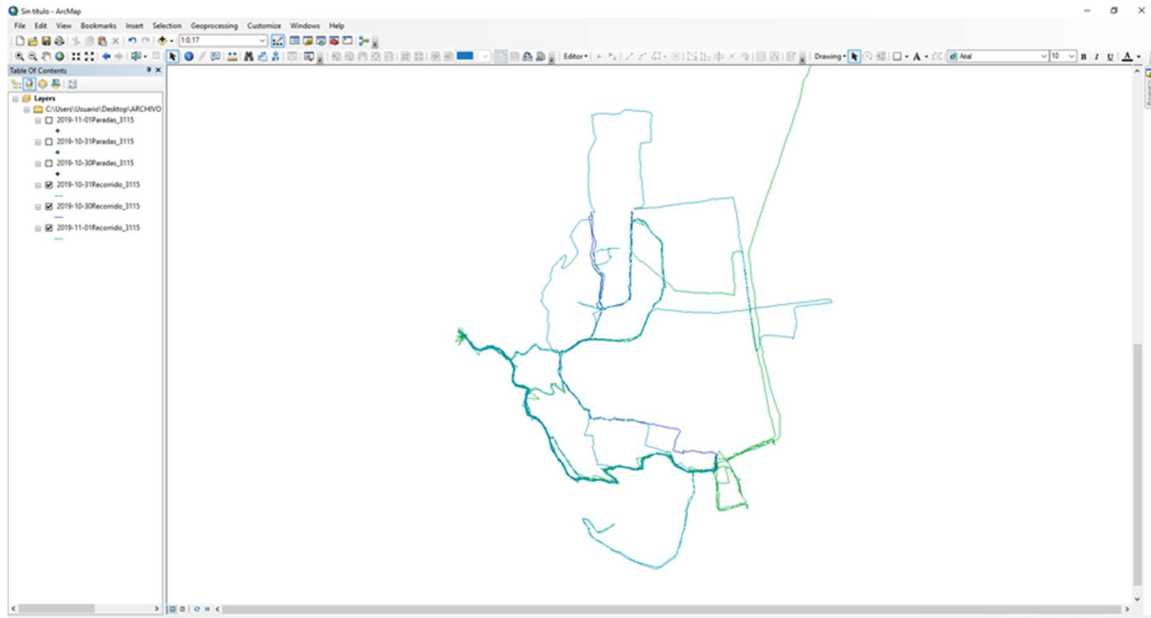 Sin título - ArcMap
File Edit View Bookmarks Insert Selection Geoprocessing Customize Windows Help
1:0,17
Editor Drawing Arial 10 B I U A
Table Of Contents
Layers
C:\Users\Usuario\Desktop\ARCHIVO
2019-11-01Paradas_3115
2019-10-31Paradas_3115
2019-10-30Paradas_3115
2019-10-31Recorrido_3115
2019-10-30Recorrido_3115
2019-11-01Recorrido_3115